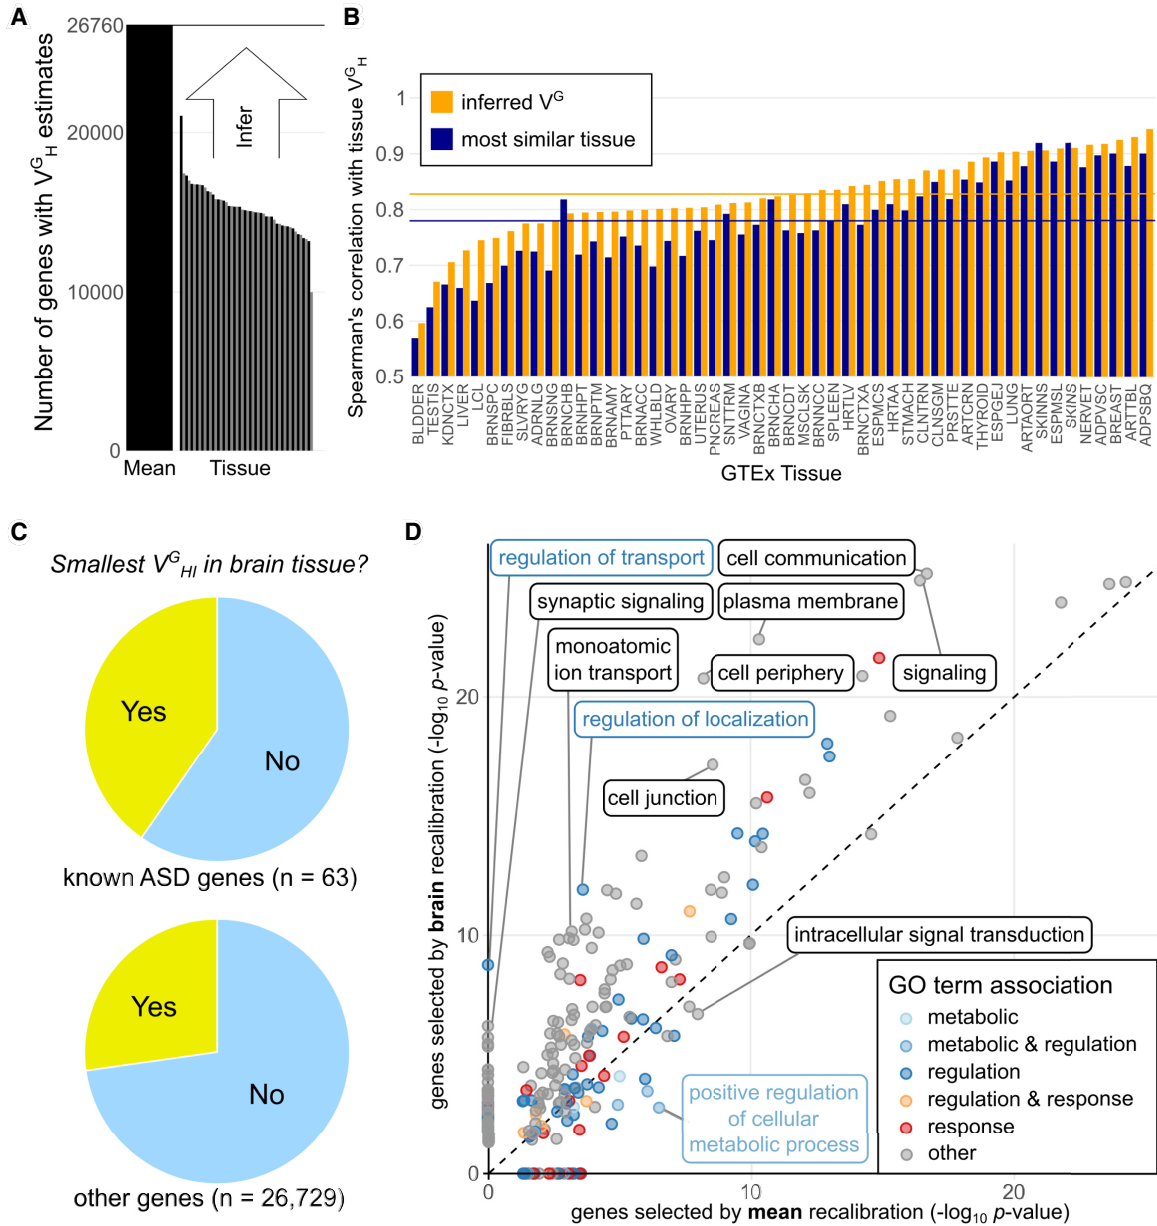 A
26760
20000
10000
0
Number of genes with V^G_H estimates
Infer
Mean
Tissue
B
Spearman's correlation with tissue V^G_H
1
0.9
0.8
0.7
0.6
0.5
inferred V^G
most similar tissue
BLDDER
TESTIS
KDNCTX
LIVER
LCL
BRNSPC
FIBRBLS
SLVRYG
ADRNLG
BRNSNG
BRNCHB
BRNHPT
BRNPTM
BRNAMY
PTTARY
BRNACC
WHLBLD
OVARY
BRNHPP
UTERUS
PNCREAS
SNTTRM
VAGINA
BRNCTXB
BRNCHA
BRNCDT
MSCLSK
BRNNCC
SPLEEN
HRTLV
BRNCTXA
ESPMCS
HRTAA
STMACH
CLNTRN
CLNSGM
PRSTTE
ARTCRN
THYROID
ESPGEJ
LUNG
ARTAORT
SKINNS
ESPMSL
SKINS
NERVET
ADPVSC
BREAST
ARTTBL
ADPSBQ
GTEx Tissue
C
Smallest V^G_HI in brain tissue?
Yes
No
known ASD genes (n = 63)
Yes
No
other genes (n = 26,729)
D
genes selected by brain recalibration (-log10 p-value)
20
10
0
regulation of transport
cell communication
synaptic signaling
plasma membrane
monoatomic
ion transport
cell periphery
signaling
regulation of localization
cell junction
intracellular signal transduction
positive regulation
of cellular
metabolic process
GO term association
metabolic
metabolic & regulation
regulation
regulation & response
response
other
0
10
20
genes selected by mean recalibration (-log10 p-value)